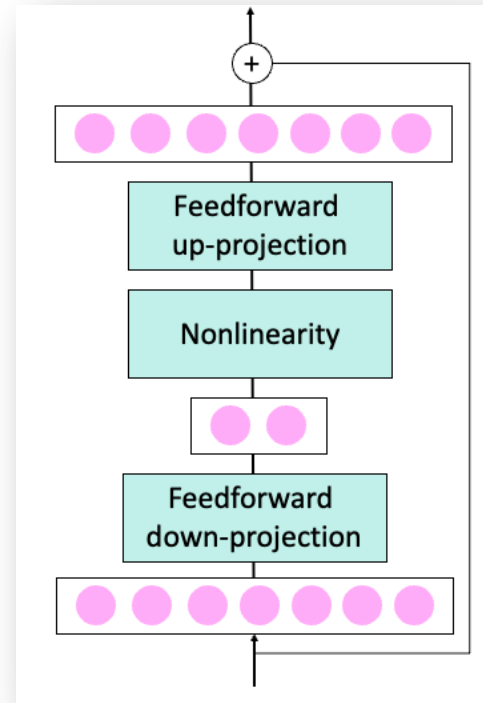 +
Feedforward
up-projection
Nonlinearity
Feedforward
down-projection